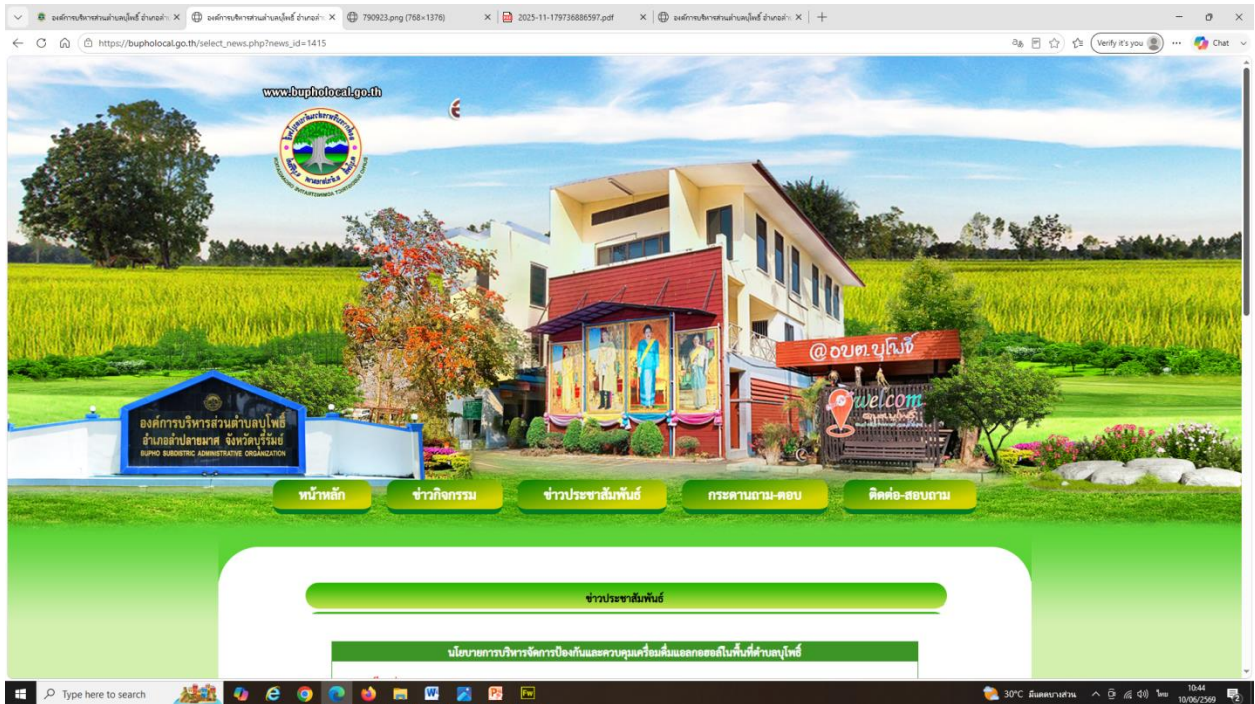 องค์การบริหารส่วนตำบลบุโพธิ์ อำเภอลำ
องค์การบริหารส่วนตำบลบุโพธิ์ อำเภอลำ
790923.png (768×1376)
2025-11-179736886597.pdf
องค์การบริหารส่วนตำบลบุโพธิ์ อำเภอลำ
https://bupholocal.go.th/select_news.php?news_id=1415
Verify it's you
Chat
www.bupholocal.go.th
@อบต.บุโพธิ์
welcom
องค์การบริหารส่วนตำบลบุโพธิ์
อำเภอลำปลายมาศ จังหวัดบุรีรัมย์
BUPHO SUBDISTRIC ADMINISTRATIVE ORGANIZATION
หน้าหลัก
ข่าวกิจกรรม
ข่าวประชาสัมพันธ์
กระดานถาม-ตอบ
ติดต่อ-สอบถาม
ข่าวประชาสัมพันธ์
นโยบายการบริหารจัดการป้องกันและควบคุมเครื่องดื่มแอลกอฮอล์ในพื้นที่ตำบลบุโพธิ์
Type here to search
30°C มีแดดบางส่วน
ไทย
10:44
10/06/2569